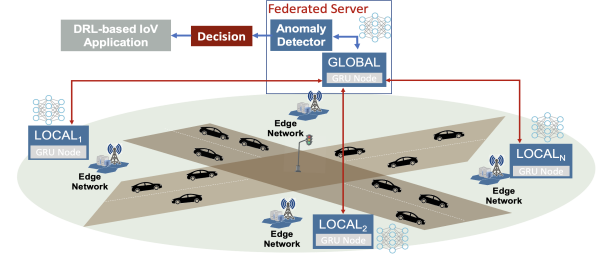 Federated Server
DRL-based IoV
Application
Decision
Anomaly
Detector
GLOBAL
GRU Node
Edge
Network
LOCAL1
GRU Node
Edge
Network
LOCALN
GRU Node
Edge
Network
Edge
Network
LOCAL2
GRU Node